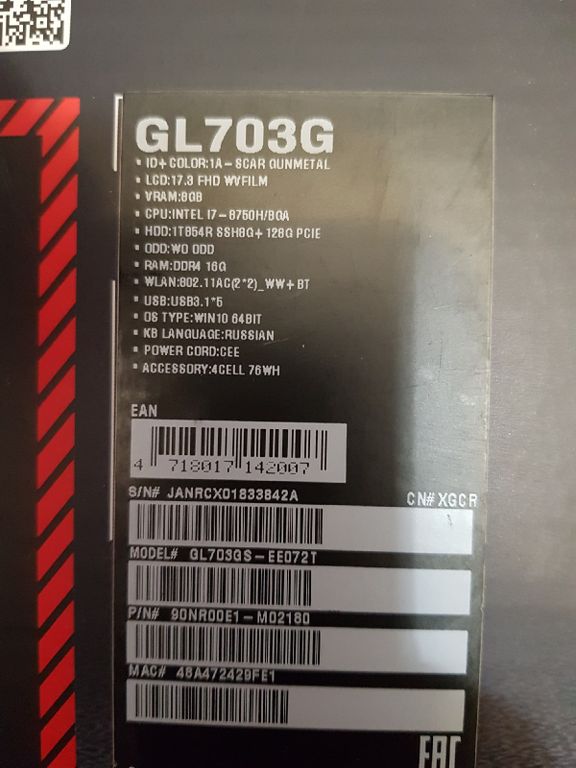 GL703G
▪ ID+ COLOR:1A-SCAR GUNMETAL
▪ LCD:17.3 FHD WVFILM
▪ VRAM:8GB
▪ CPU:INTEL I7-8750H/BGA
▪ HDD:1TB54R SSH8G+ 128G PCIE
▪ ODD:WO ODD
▪ RAM:DDR4 16G
▪ WLAN:802.11AC(2*2)_WW+BT
▪ USB:USB3.1*5
▪ OS TYPE:WIN10 64BIT
▪ KB LANGUAGE:RUSSIAN
▪ POWER CORD:CEE
▪ ACCESSORY:4CELL 76WH
EAN
4 718017 142007
S/N# JANRCX01833842A CN# XGCR
MODEL# GL703GS-EE072T
P/N# 90NR00E1-M02180
MAC# 48A472429FE1
EAC